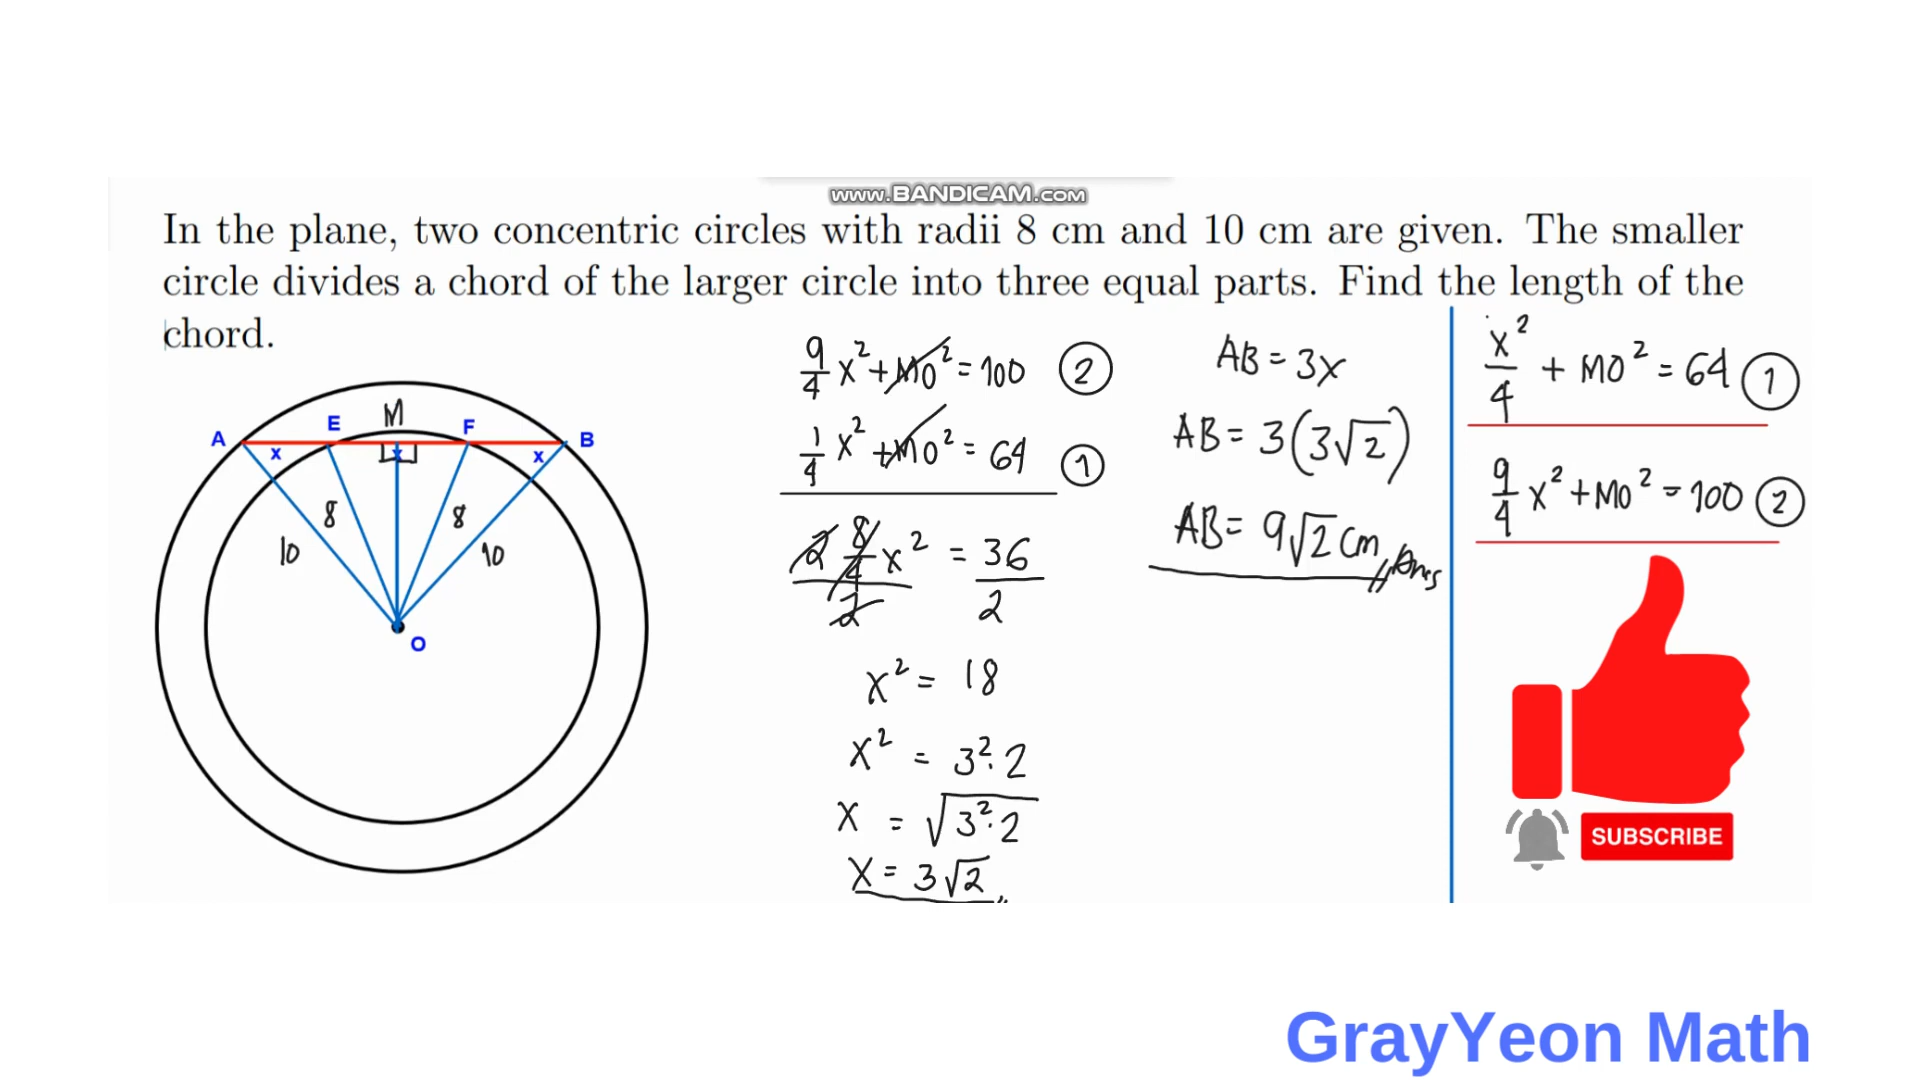 www.BANDICAM.com
In the plane, two concentric circles with radii 8 cm and 10 cm are given. The smaller
circle divides a chord of the larger circle into three equal parts. Find the length of the
chord.
A
E
M
F
B
x
x
x
8
8
10
10
O
9/4 x² + MO² = 100 ②
1/4 x² + MO² = 64 ①
2 8/4 x² = 36
2 2
x² = 18
x² = 3²·2
x = √3²·2
x = 3√2
AB = 3x
AB = 3(3√2)
AB = 9√2 cm // Ans
x²/4 + MO² = 64 ①
9/4 x² + MO² = 100 ②
SUBSCRIBE
GrayYeon Math